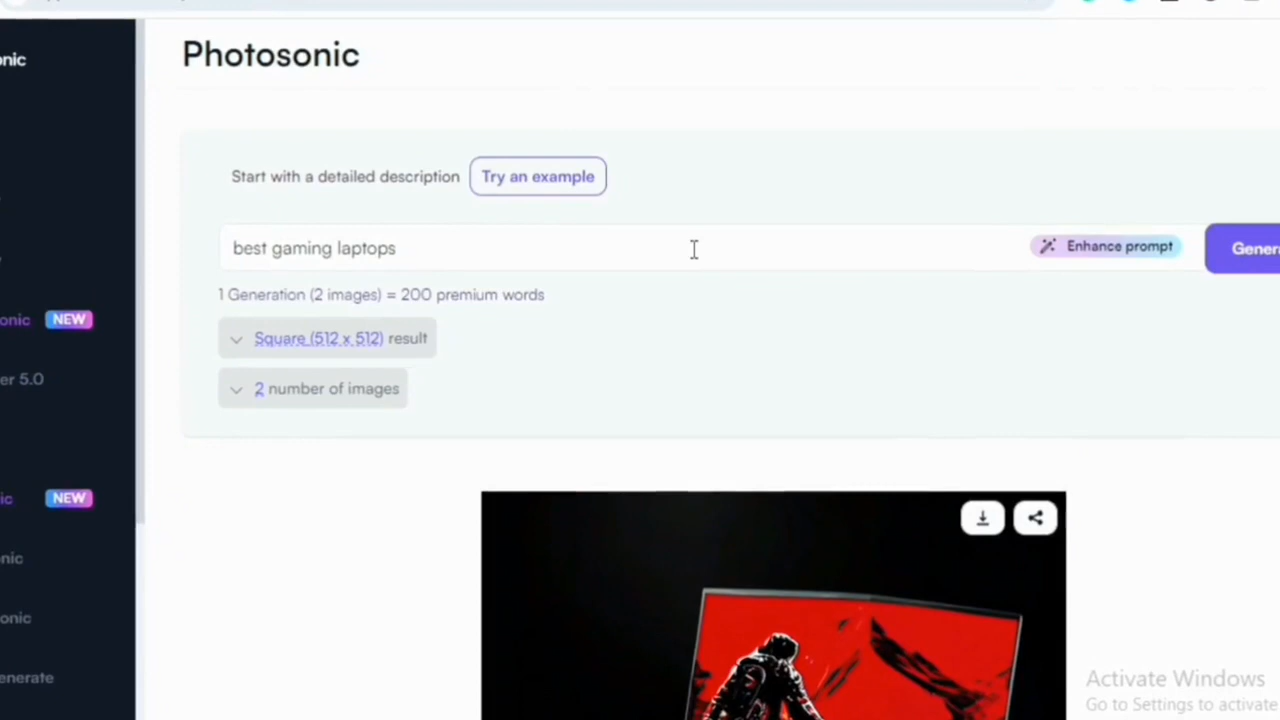 onic
Photosonic
Start with a detailed description Try an example
best gaming laptops
Enhance prompt
Gener
1 Generation (2 images) = 200 premium words
onic NEW
Square (512 x 512) result
er 5.0
2 number of images
ic NEW
nic
onic
enerate
Activate Windows
Go to Settings to activate